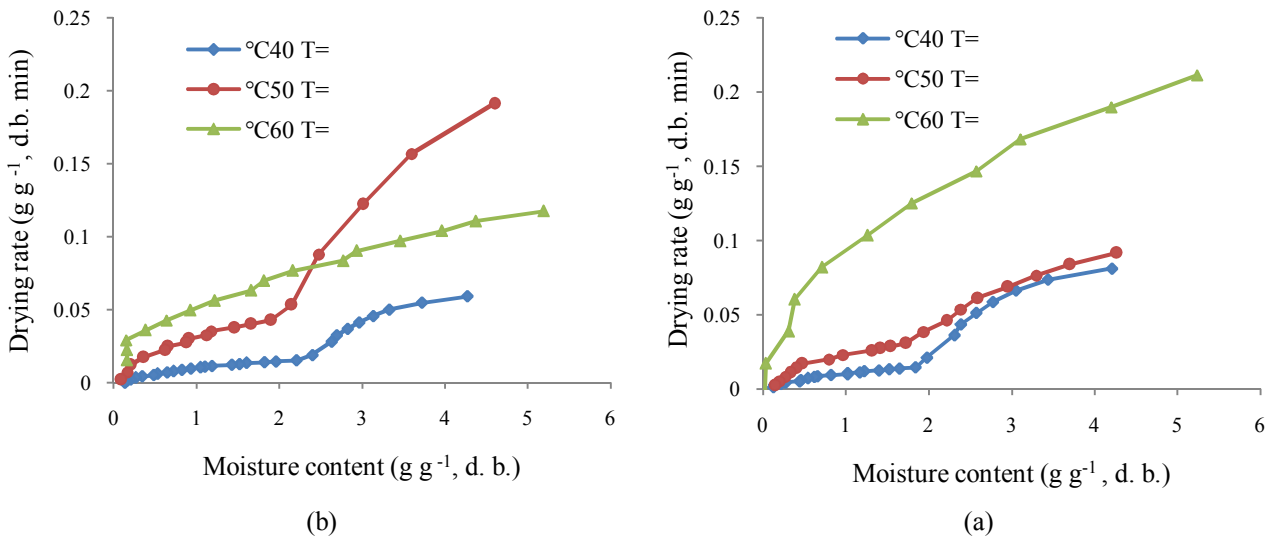 0.25
0.2
0.15
0.1
0.05
0
Drying rate (g g -1 , d.b. min)
℃40 T=
℃50 T=
℃60 T=
0 1 2 3 4 5 6
Moisture content (g g -1, d. b.)
(b)
0.25
0.2
0.15
0.1
0.05
0
Drying rate (g g -1 , d.b. min)
℃40 T=
℃50 T=
℃60 T=
0 1 2 3 4 5 6
Moisture content (g g -1 , d. b.)
(a)